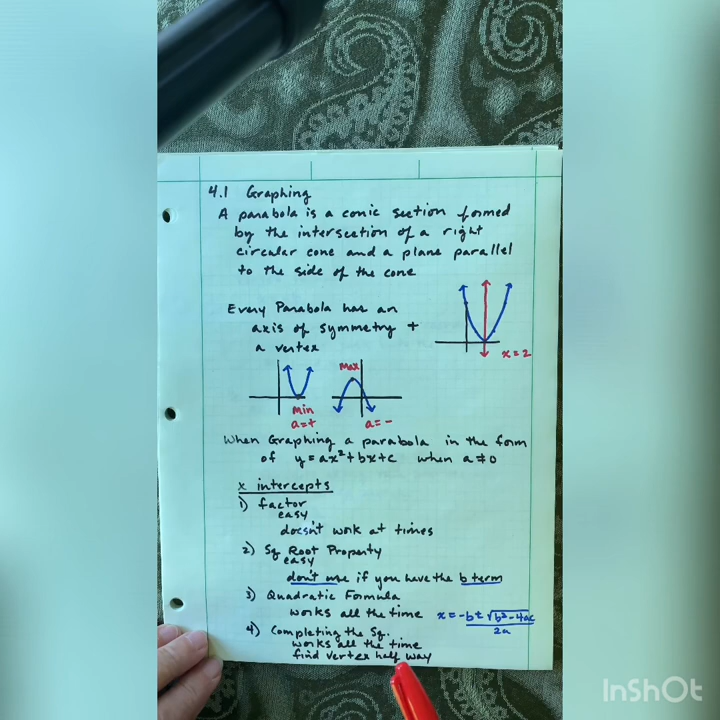 4.1 Graphing
A parabola is a conic section formed
by the intersection of a right
circular cone and a plane parallel
to the side of the cone
Every Parabola has an
axis of symmetry +
a vertex
x=2
Max
Min
a=+
a=-
When Graphing a parabola in the form
of y=ax²+bx+c when a≠0
x intercepts
1) factor
easy
doesn't work at times
2) Sq Root Property
easy
don't use if you have the b term
3) Quadratic Formula
works all the time x = -b±√b²-4ac
2a
4) Completing the Sq.
works all the time
find vertex half way
InShOt